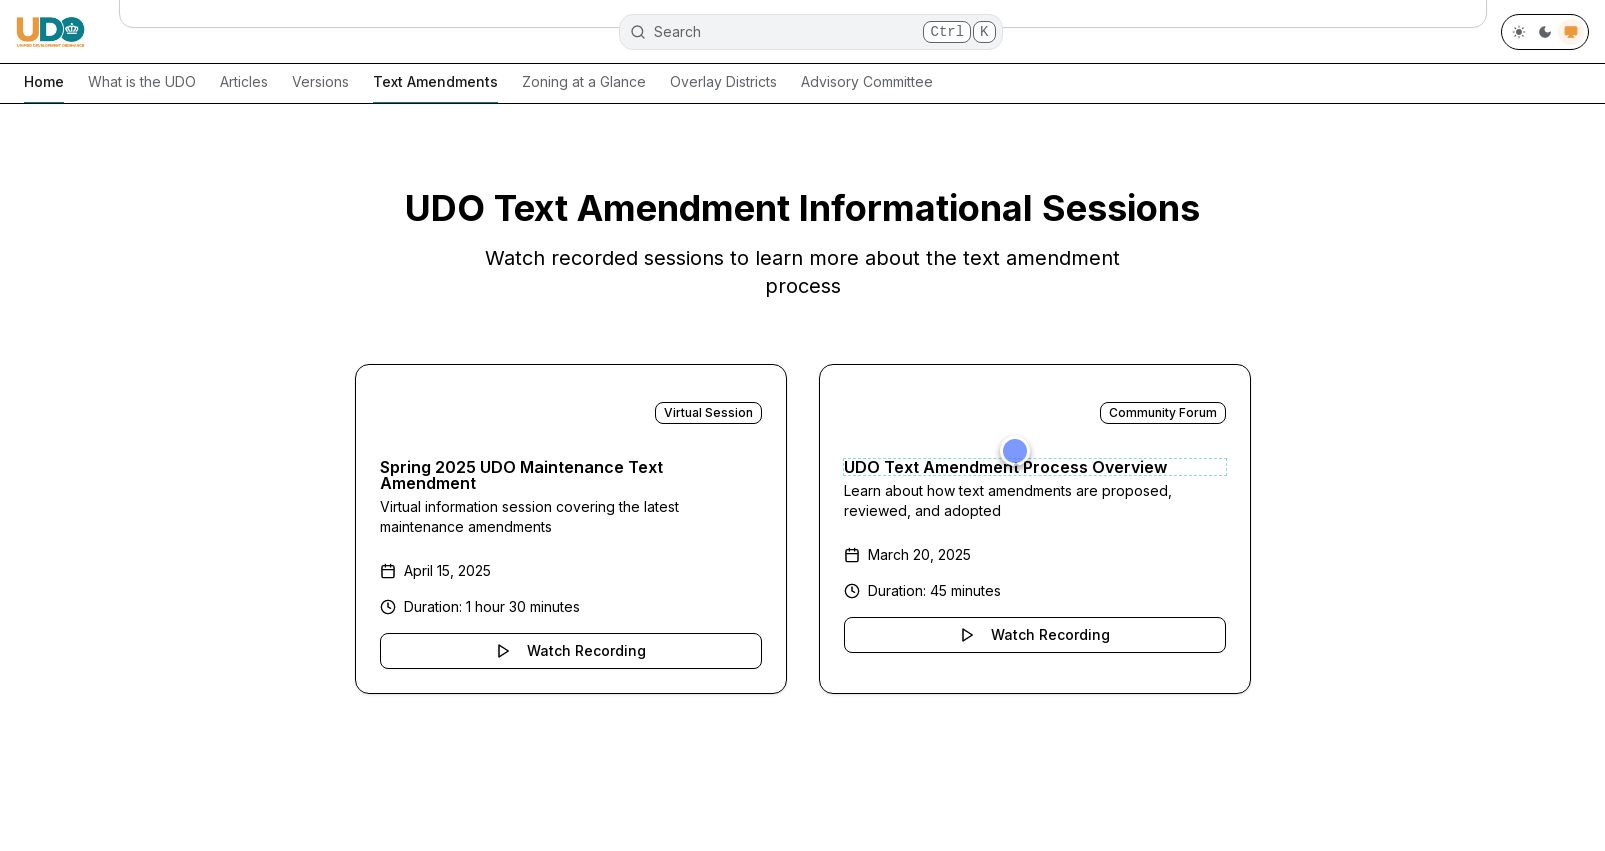 UDO
UNIFIED DEVELOPMENT ORDINANCE
Search
Ctrl K
Home What is the UDO Articles Versions Text Amendments Zoning at a Glance Overlay Districts Advisory Committee
UDO Text Amendment Informational Sessions
Watch recorded sessions to learn more about the text amendment
process
Virtual Session
Spring 2025 UDO Maintenance Text
Amendment
Virtual information session covering the latest
maintenance amendments
April 15, 2025
Duration: 1 hour 30 minutes
Watch Recording
Community Forum
UDO Text Amendment Process Overview
Learn about how text amendments are proposed,
reviewed, and adopted
March 20, 2025
Duration: 45 minutes
Watch Recording